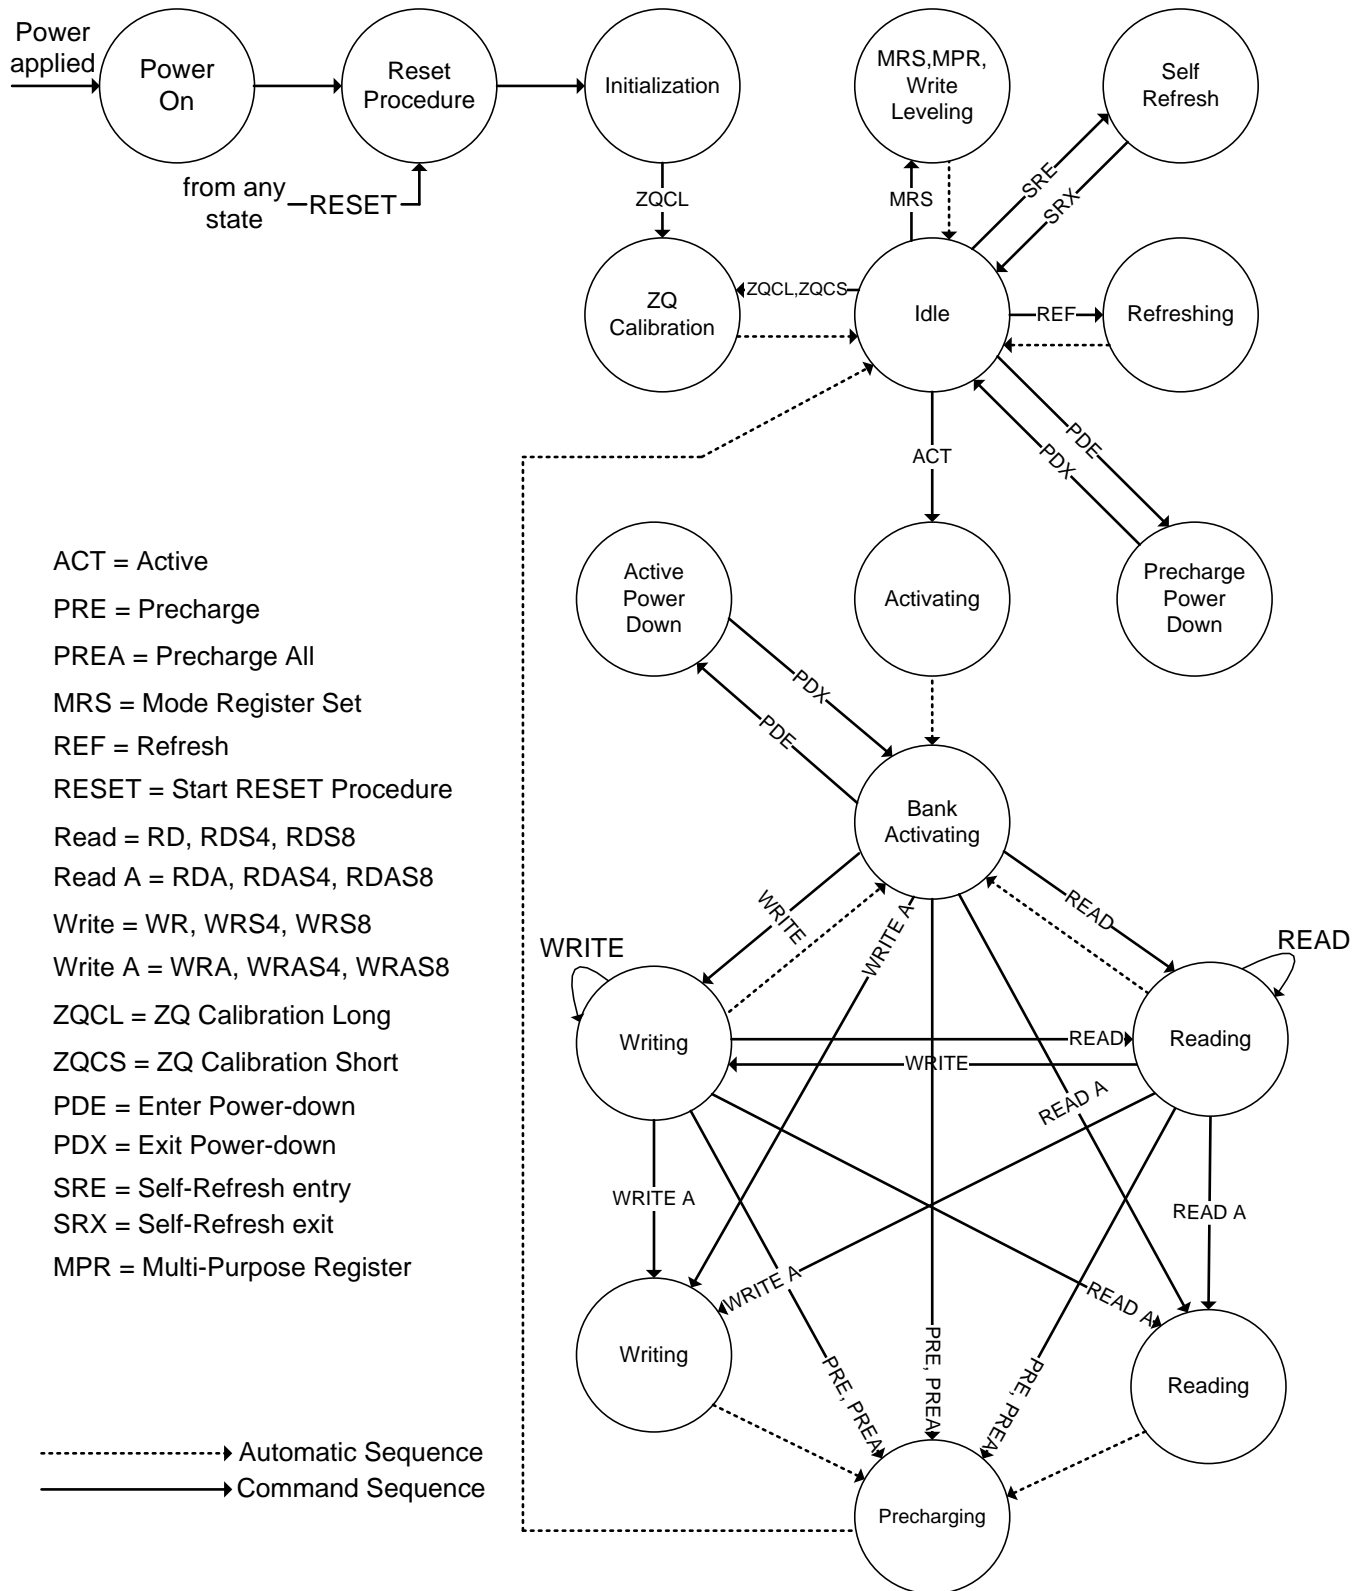 Power
applied
Power
On
Reset
Procedure
Initialization
MRS,MPR,
Write
Leveling
Self
Refresh
from any
state
RESET
ZQCL
MRS
SRE
SRX
ZQ
Calibration
ZQCL,ZQCS
Idle
REF
Refreshing
ACT
PDE
PDX
Active
Power
Down
Activating
Precharge
Power
Down
PDX
PDE
ACT = Active
PRE = Precharge
PREA = Precharge All
MRS = Mode Register Set
REF = Refresh
RESET = Start RESET Procedure
Read = RD, RDS4, RDS8
Read A = RDA, RDAS4, RDAS8
Write = WR, WRS4, WRS8
Write A = WRA, WRAS4, WRAS8
ZQCL = ZQ Calibration Long
ZQCS = ZQ Calibration Short
PDE = Enter Power-down
PDX = Exit Power-down
SRE = Self-Refresh entry
SRX = Self-Refresh exit
MPR = Multi-Purpose Register
Bank
Activating
WRITE
WRITE A
READ
WRITE
READ
Writing
READ
Reading
WRITE
READ A
WRITE A
READ A
WRITE A
READ A
Writing
PRE, PREA
PRE, PREA
PRE, PREA
Reading
Precharging
Automatic Sequence
Command Sequence